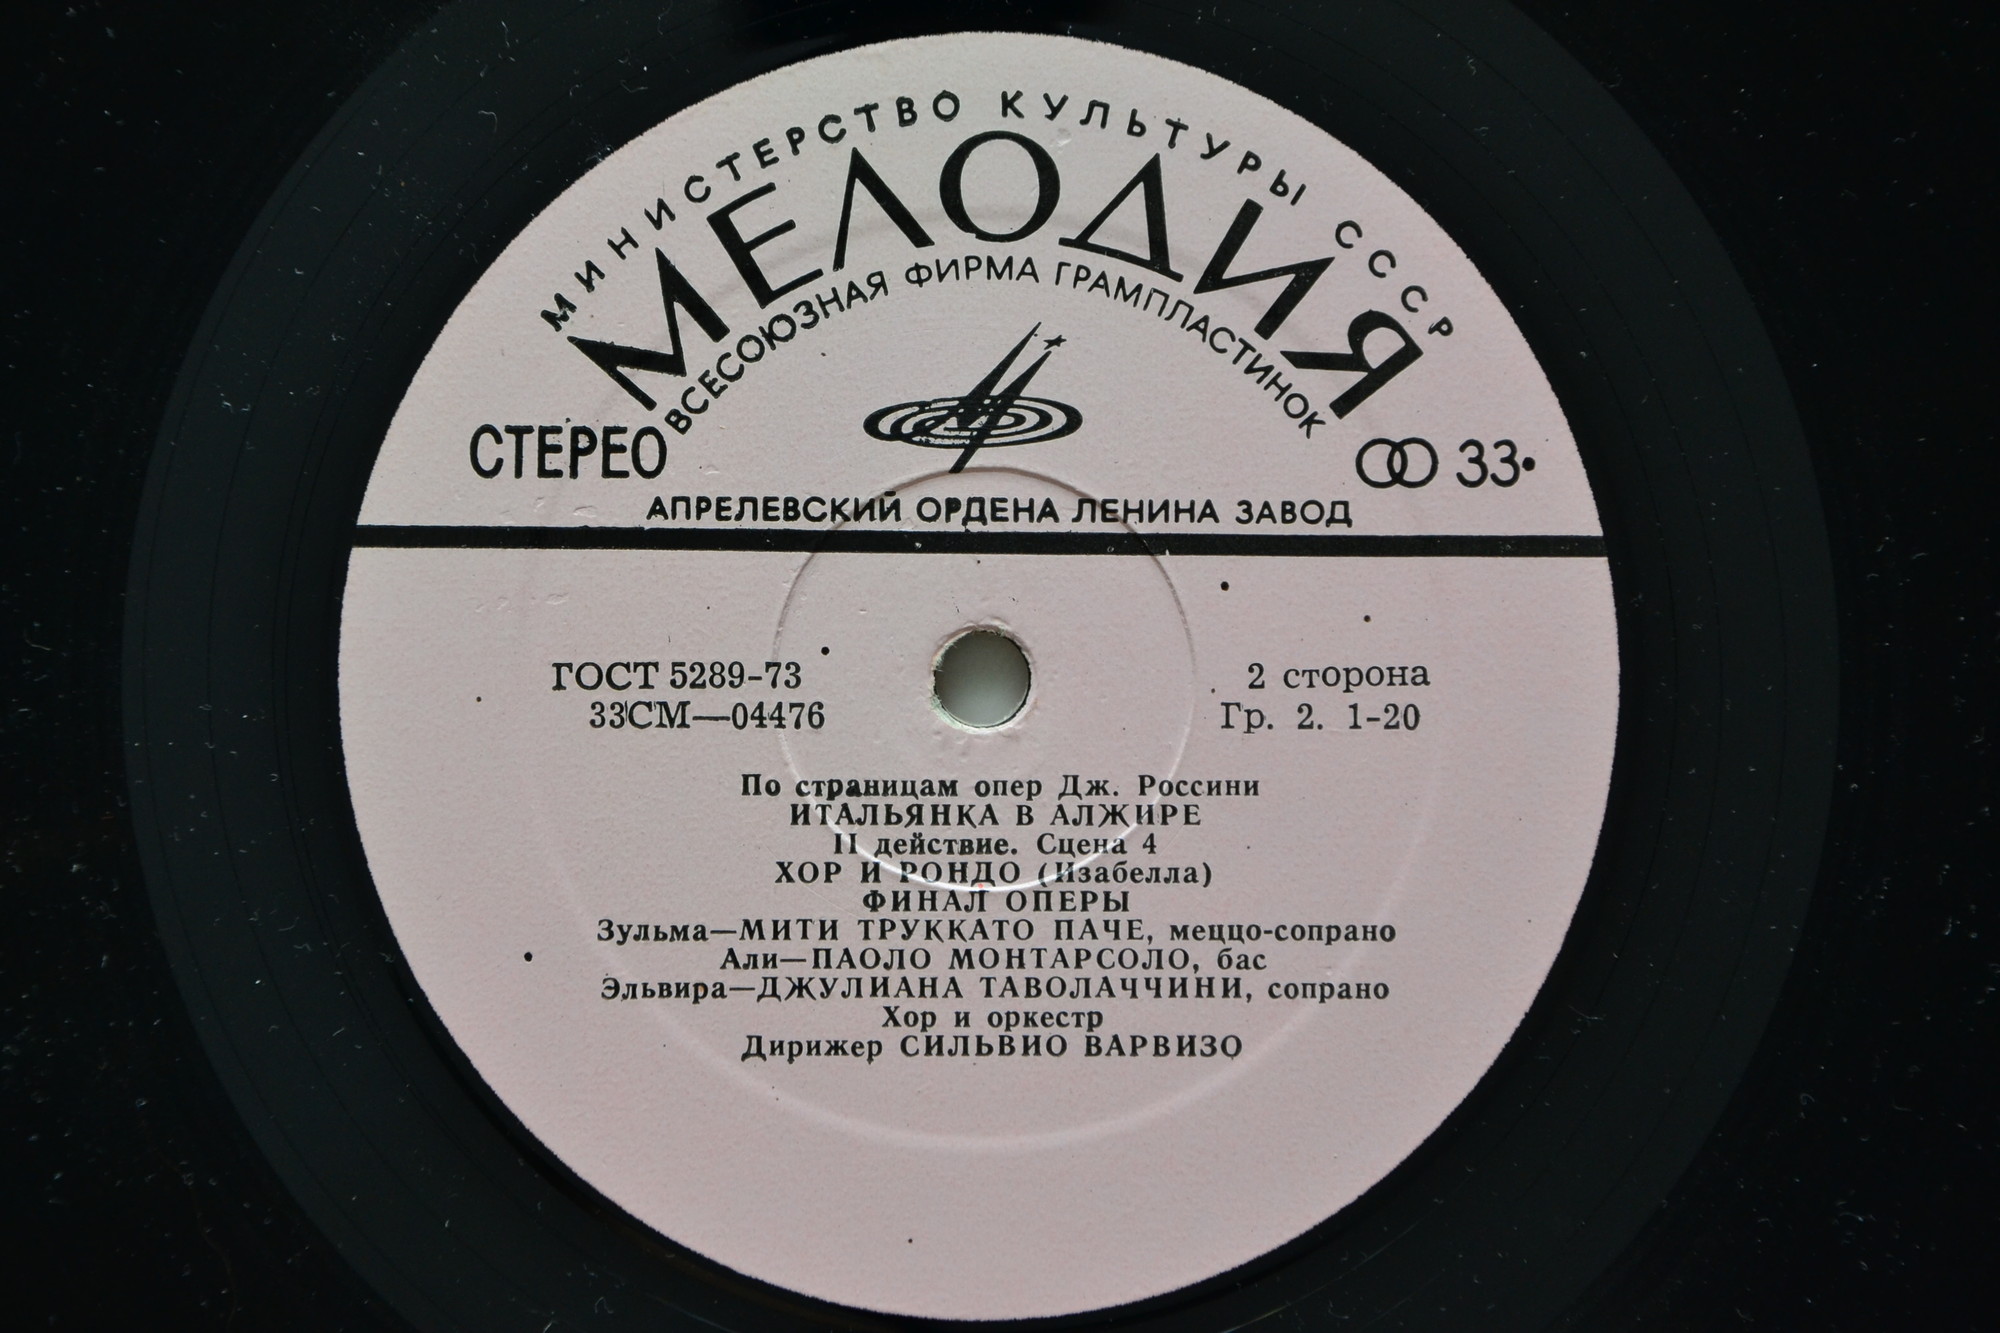 МИНИСТЕРСТВО КУЛЬТУРЫ СССР
МЕЛОДИЯ
ВСЕСОЮЗНАЯ ФИРМА ГРАМПЛАСТИНОК
СТЕРЕО
33
АПРЕЛЕВСКИЙ ОРДЕНА ЛЕНИНА ЗАВОД
ГОСТ 5289-73
2 сторона
33СМ—04476
Гр. 2. 1-20
По страницам опер Дж. Россини
ИТАЛЬЯНКА В АЛЖИРЕ
II действие. Сцена 4
ХОР И РОНДО (Изабелла)
ФИНАЛ ОПЕРЫ
Зульма—МИТИ ТРУККАТО ПАЧЕ, меццо-сопрано
Али—ПАОЛО МОНТАРСОЛО, бас
Эльвира—ДЖУЛИАНА ТАВОЛАЧЧИНИ, сопрано
Хор и оркестр
Дирижер СИЛЬВИО ВАРВИЗО